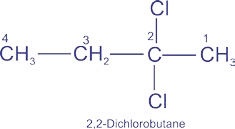 Cl
4 3 2 1
CH₃ CH₂ C CH₃
Cl
2,2-Dichlorobutane